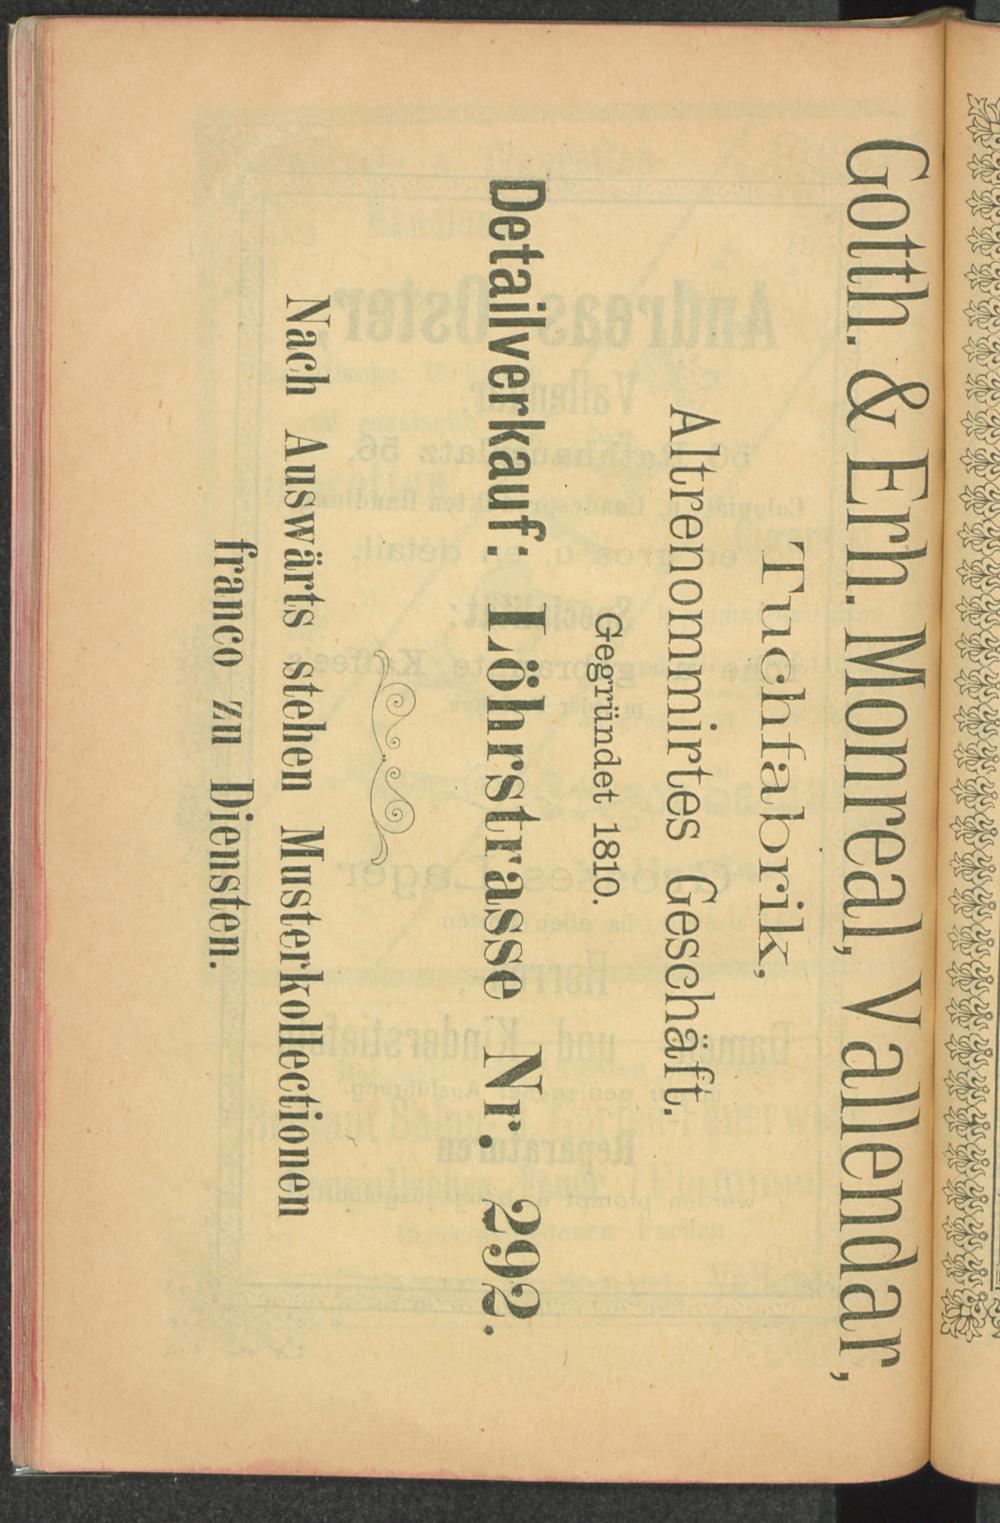 Gotth. & Erh. Monreal, Vallendar,
Tuchfabrik,
Altrenommirtes Geschäft.
Gegründet 1810.
Detailverkauf: Löhrstrasse Nr. 292.
Nach Auswärts stehen Musterkollectionen
franco zu Diensten.